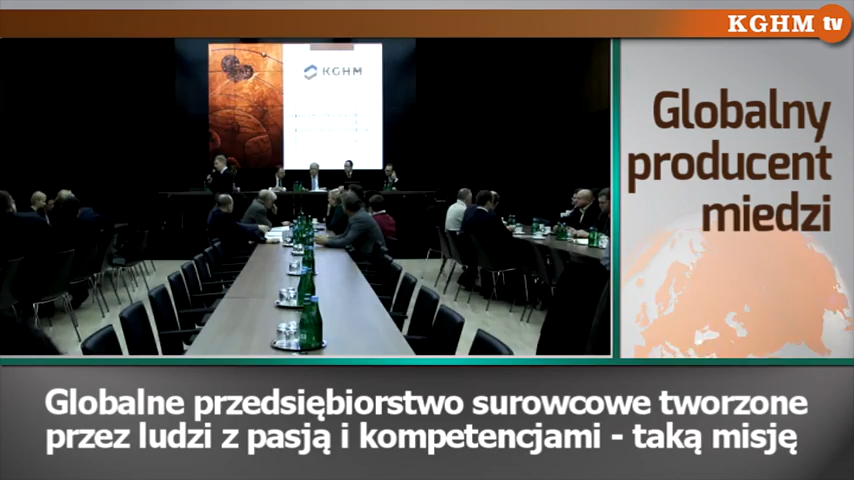 KGHM tv
KGHM
Globalny
producent
miedzi
Globalne przedsiębiorstwo surowcowe tworzone
przez ludzi z pasją i kompetencjami - taką misję